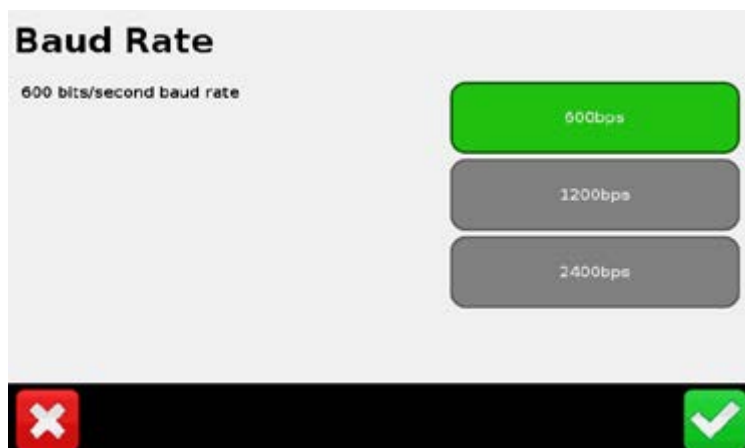 Baud Rate
600 bits/second baud rate
600bps
1200bps
2400bps